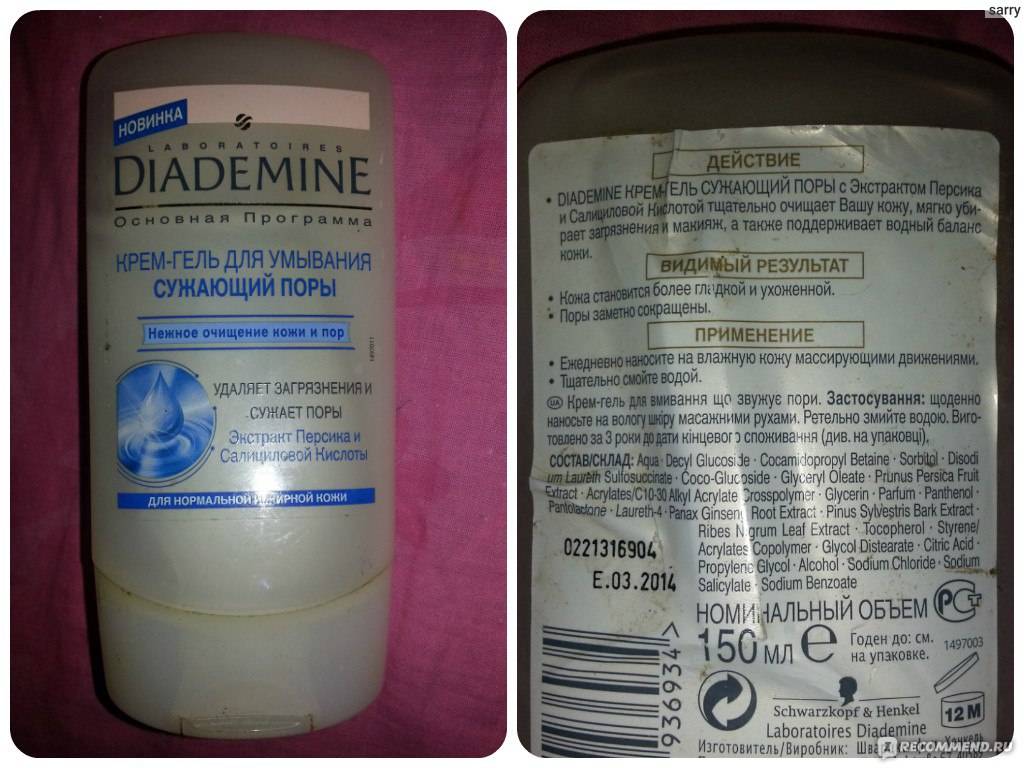 sarry
НОВИНКА
LABORATOIRES
DIADEMINE
Основная Программа
КРЕМ-ГЕЛЬ ДЛЯ УМЫВАНИЯ
СУЖАЮЩИЙ ПОРЫ
Нежное очищение кожи и пор
1497011
УДАЛЯЕТ ЗАГРЯЗНЕНИЯ И
СУЖАЕТ ПОРЫ
Экстракт Персика и
Салициловой Кислоты
ДЛЯ НОРМАЛЬНОЙ И ЖИРНОЙ КОЖИ
ДЕЙСТВИЕ
• DIADEMINE КРЕМ-ГЕЛЬ СУЖАЮЩИЙ ПОРЫ с Экстрактом Персика
и Салициловой Кислотой тщательно очищает Вашу кожу, мягко уби-
рает загрязнения и макияж, а также поддерживает водный баланс
кожи.
ВИДИМЫЙ РЕЗУЛЬТАТ
• Кожа становится более гладкой и ухоженной.
• Поры заметно сокращены.
ПРИМЕНЕНИЕ
• Ежедневно наносите на влажную кожу массирующими движениями.
• Тщательно смойте водой.
UA Крем-гель для вмивання що звужує пори. Застосування: щоденно
наносьте на вологу шкіру масажними рухами. Ретельно змийте водою. Виго-
товлено за 3 роки до дати кінцевого споживання (див. на упаковці).
СОСТАВ/СКЛАД: Aqua · Decyl Glucoside · Cocamidopropyl Betaine · Sorbitol · Disodi
um Laureth Sulfosuccinate · Coco-Glucoside · Glyceryl Oleate · Prunus Persica Fruit
Extract · Acrylates/C10-30 Alkyl Acrylate Crosspolymer · Glycerin · Parfum · Panthenol ·
Pantolactone · Laureth-4 · Panax Ginseng Root Extract · Pinus Sylvestris Bark Extract ·
Ribes Nigrum Leaf Extract · Tocopherol · Styrene/
Acrylates Copolymer · Glycol Distearate · Citric Acid ·
Propylene Glycol · Alcohol · Sodium Chloride · Sodium
Salicylate · Sodium Benzoate
0221316904
E.03.2014
НОМИНАЛЬНЫЙ ОБЪЕМ
PCT
150 мл e
Годен до: см.
на упаковке.
1497003
936934>
12 M
Schwarzkopf & Henkel
Laboratoires Diademine
Изготовитель/Виробник:
RECOMMEND.RU